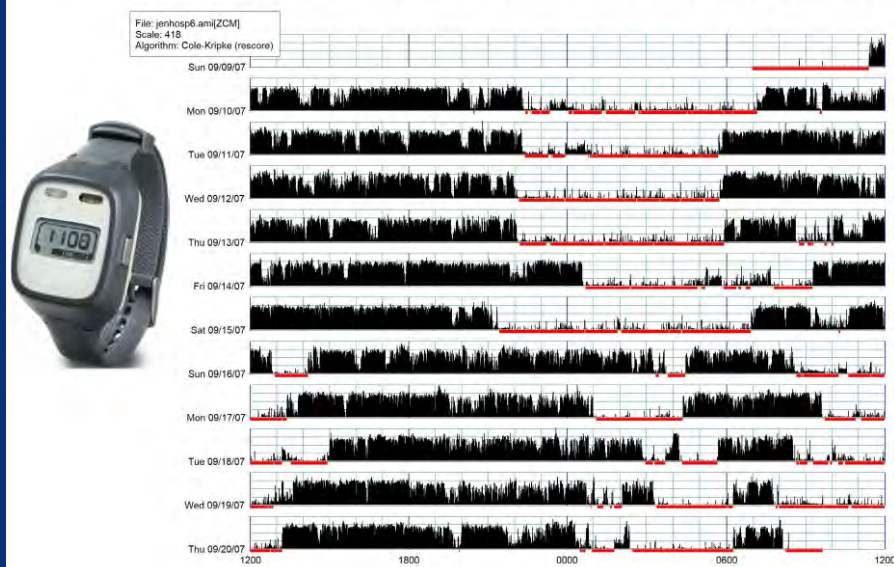 File: jenhosp6.ami[ZCM]
Scale: 418
Algorithm: Cole-Kripke (rescore)
Sun 09/09/07
Mon 09/10/07
Tue 09/11/07
Wed 09/12/07
Thu 09/13/07
Fri 09/14/07
Sat 09/15/07
Sun 09/16/07
Mon 09/17/07
Tue 09/18/07
Wed 09/19/07
Thu 09/20/07
1200 1800 0000 0600 1200